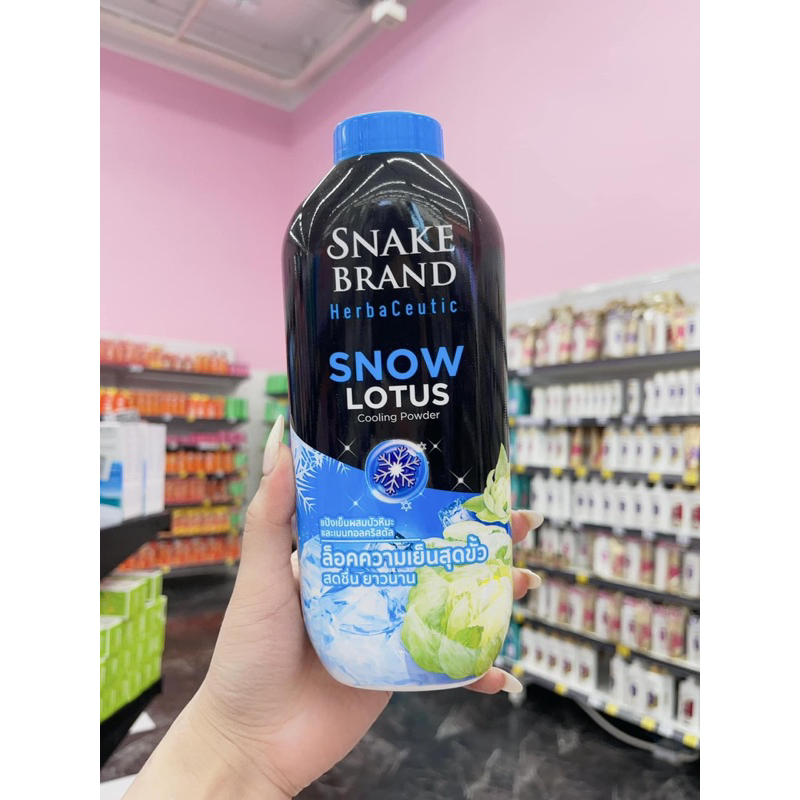 SNAKE
BRAND
HerbaCeutic
SNOW
LOTUS
Cooling Powder
แป้งเย็นผสมบัวหิมะ
และเมนทอลคริสตัล
ล็อคความเย็นสุดขั้ว
สดชื่น ยาวนาน